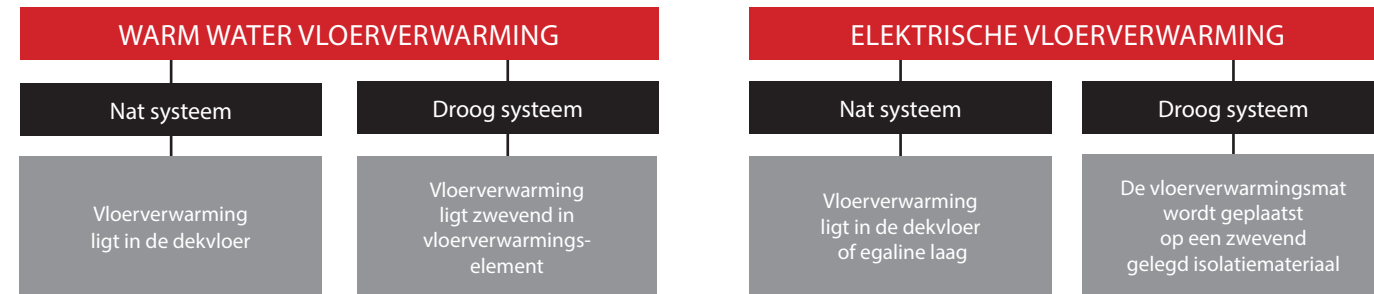 WARM WATER VLOERVERWARMING
Nat systeem
Vloerverwarming
ligt in de dekvloer
Droog systeem
Vloerverwarming
ligt zwevend in
vloerverwarmings-
element
ELEKTRISCHE VLOERVERWARMING
Nat systeem
Vloerverwarming
ligt in de dekvloer
of egaline laag
Droog systeem
De vloerverwarmingsmat
wordt geplaatst
op een zwevend
gelegd isolatiemateriaal